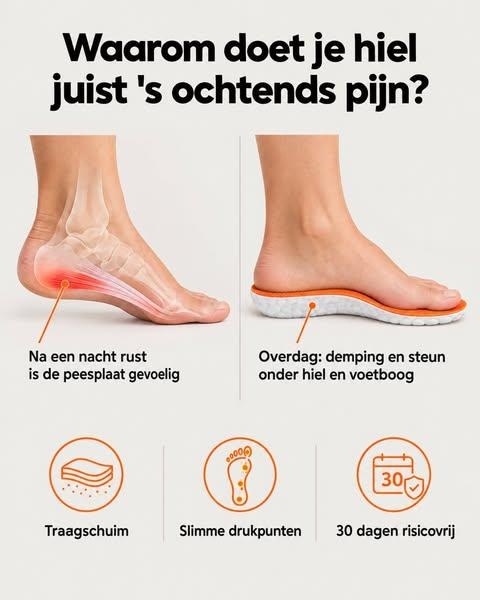 Waarom doet je hiel
juist 's ochtends pijn?
Na een nacht rust
is de peesplaat gevoelig
Overdag: demping en steun
onder hiel en voetboog
30
Traagschuim
Slimme drukpunten
30 dagen risicovrij